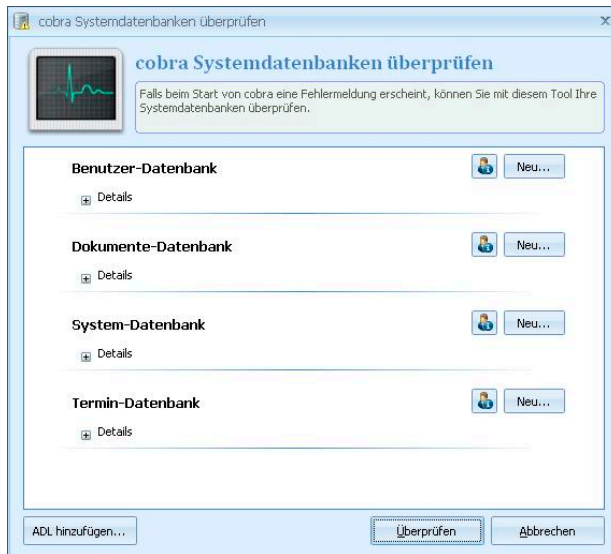 cobra Systemdatenbanken überprüfen
cobra Systemdatenbanken überprüfen
Falls beim Start von cobra eine Fehlermeldung erscheint, können Sie mit diesem Tool Ihre
Systemdatenbanken überprüfen.
Benutzer-Datenbank Neu...
Details
Dokumente-Datenbank Neu...
Details
System-Datenbank Neu...
Details
Termin-Datenbank Neu...
Details
ADL hinzufügen... Überprüfen Abbrechen